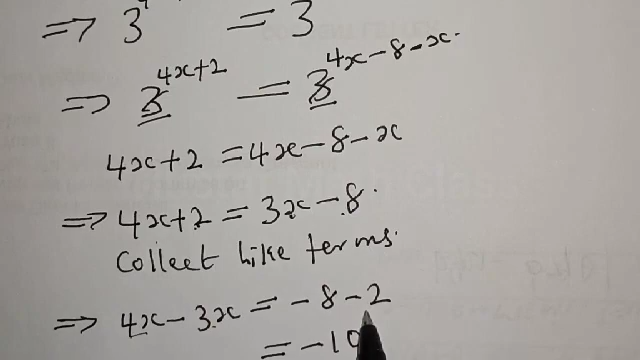 => 3 = 3
=> 3^{4x+2} = 3^{4x-8-x}.
4x+2 = 4x-8-x
=> 4x+2 = 3x-8.
Collect like terms.
=> 4x-3x = -8-2
= -10